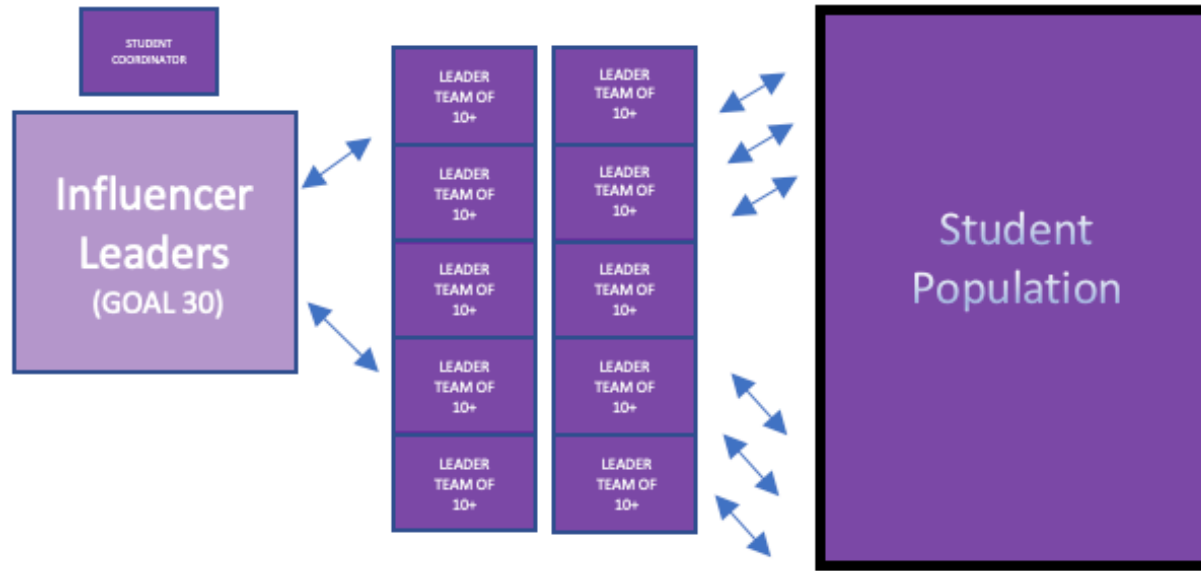 STUDENT
COORDINATOR
Influencer
Leaders
(GOAL 30)
LEADER
TEAM OF
10+
LEADER
TEAM OF
10+
LEADER
TEAM OF
10+
LEADER
TEAM OF
10+
LEADER
TEAM OF
10+
LEADER
TEAM OF
10+
LEADER
TEAM OF
10+
LEADER
TEAM OF
10+
LEADER
TEAM OF
10+
LEADER
TEAM OF
10+
Student
Population